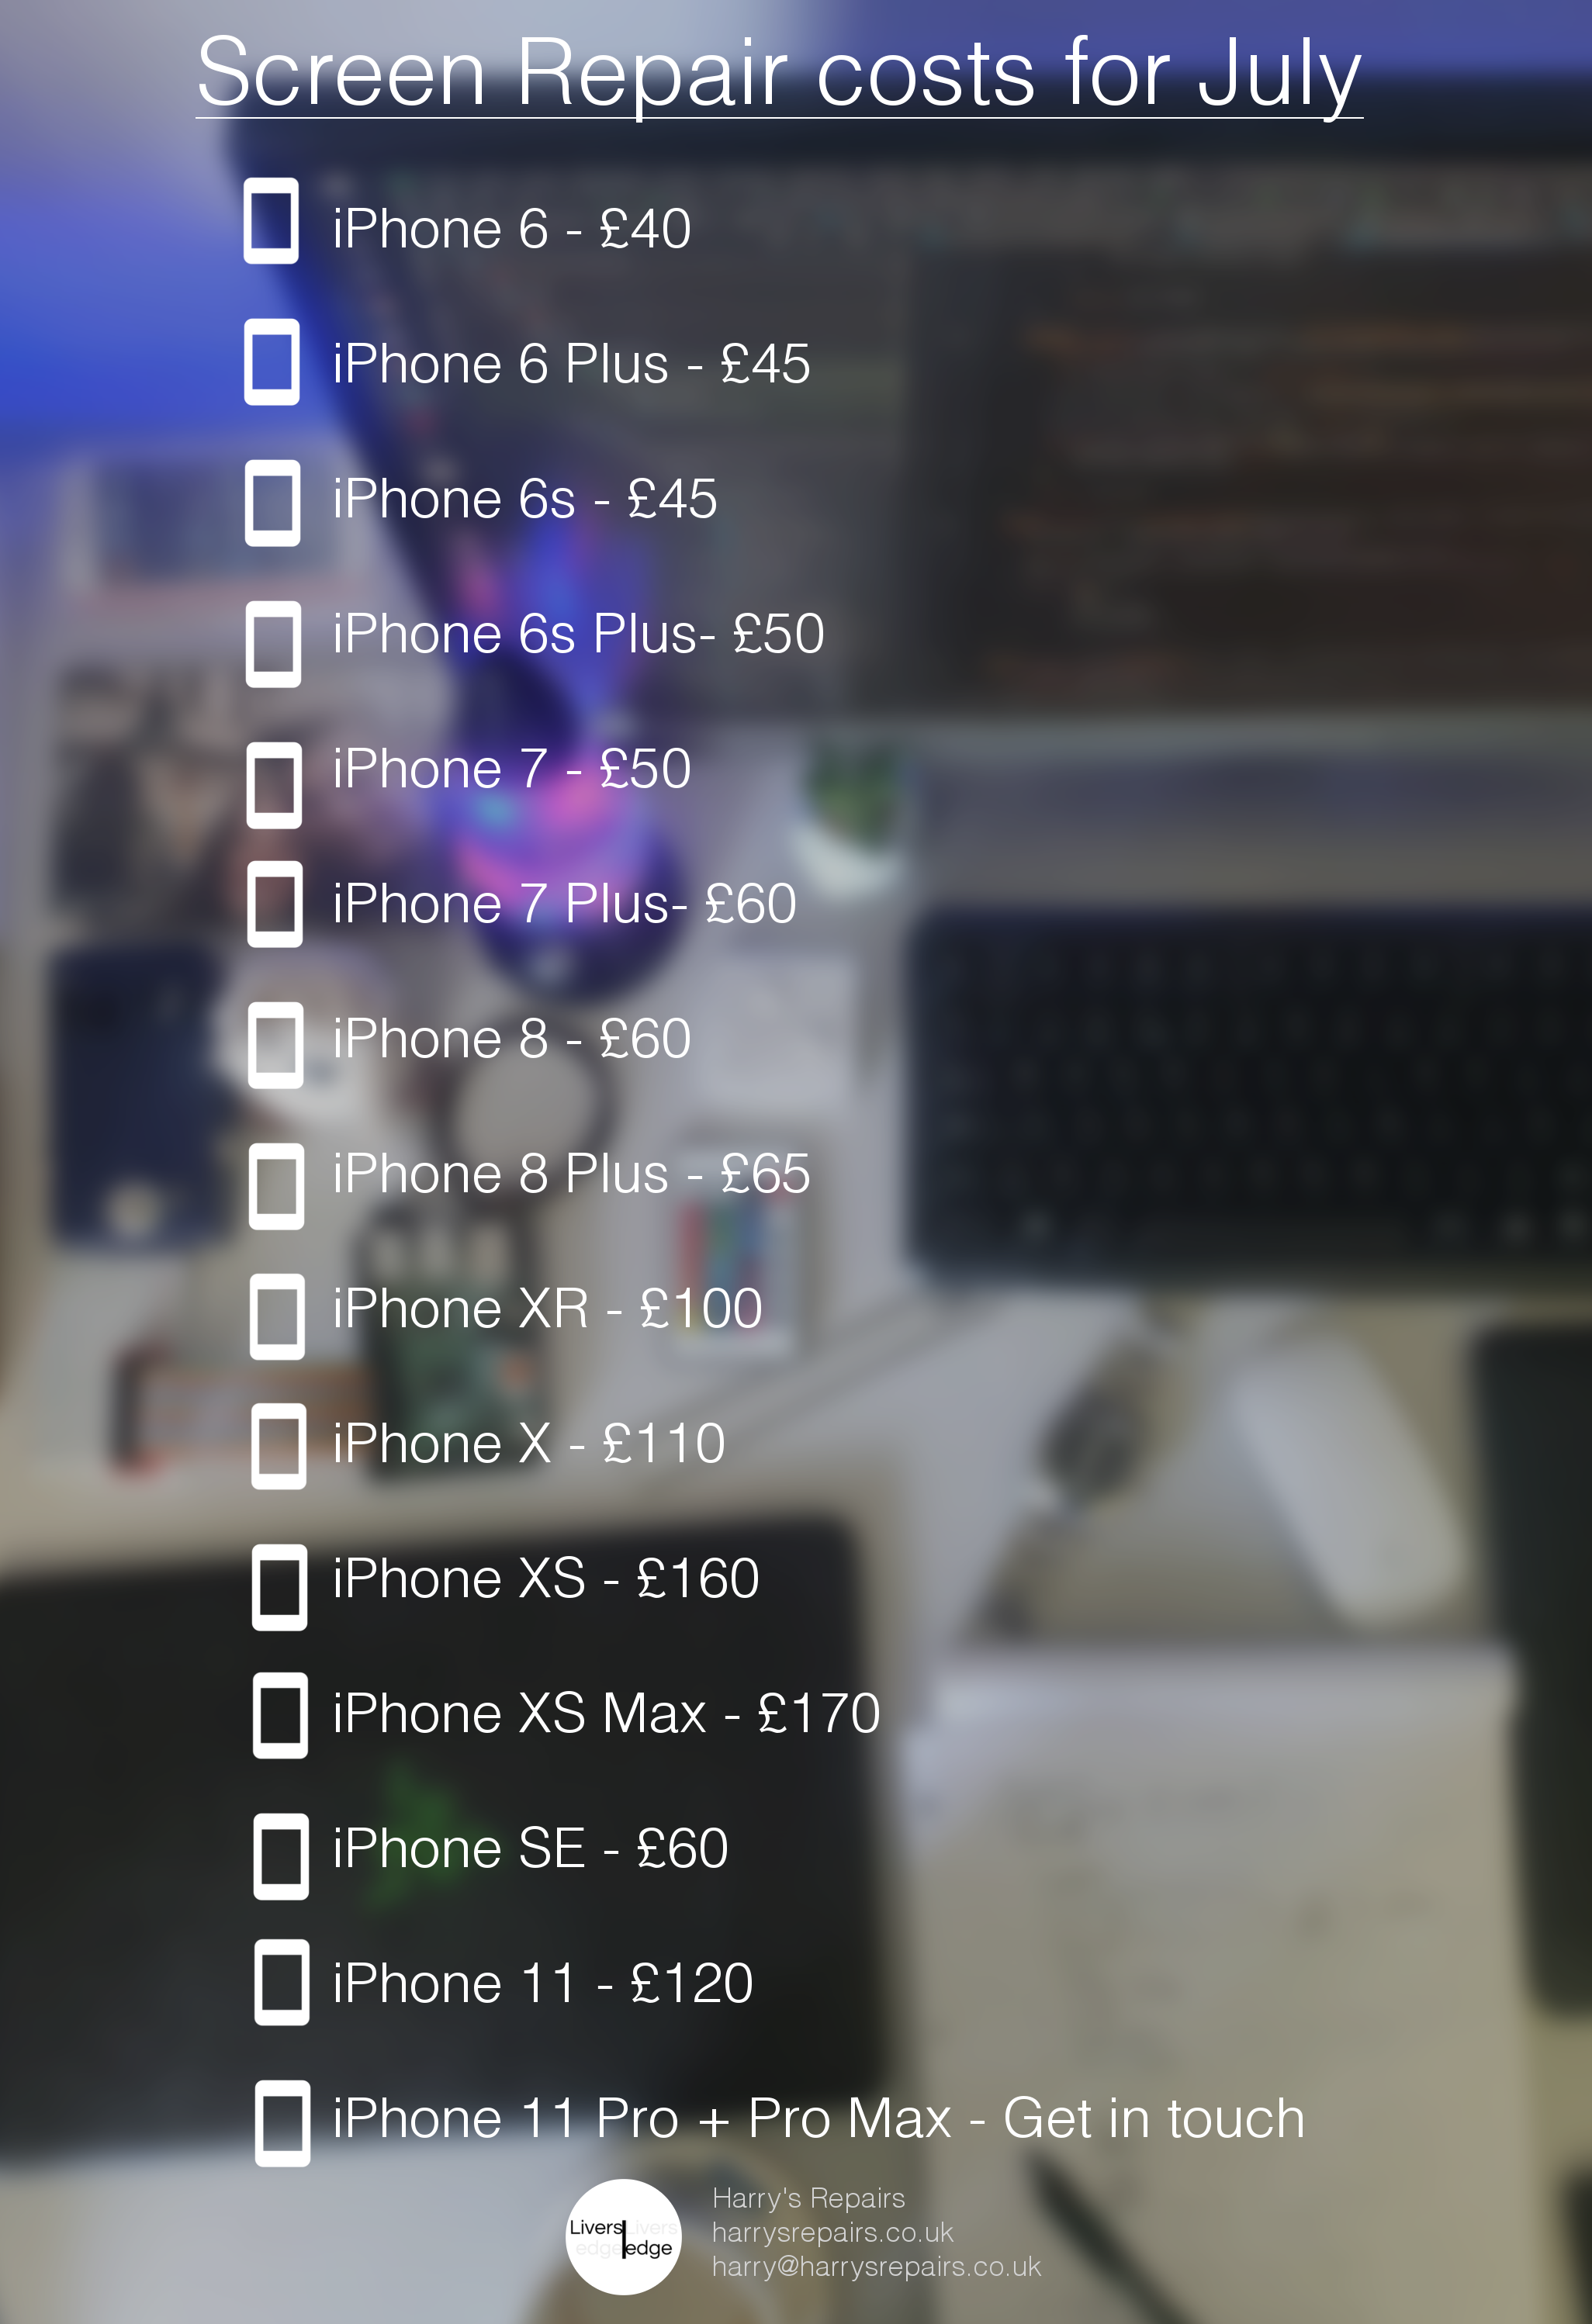 Screen Repair costs for July
iPhone 6 - £40
iPhone 6 Plus - £45
iPhone 6s - £45
iPhone 6s Plus- £50
iPhone 7 - £50
iPhone 7 Plus- £60
iPhone 8 - £60
iPhone 8 Plus - £65
iPhone XR - £100
iPhone X - £110
iPhone XS - £160
iPhone XS Max - £170
iPhone SE - £60
iPhone 11 - £120
iPhone 11 Pro + Pro Max - Get in touch
Livers Livers
edge edge
Harry's Repairs
harrysrepairs.co.uk
harry@harrysrepairs.co.uk